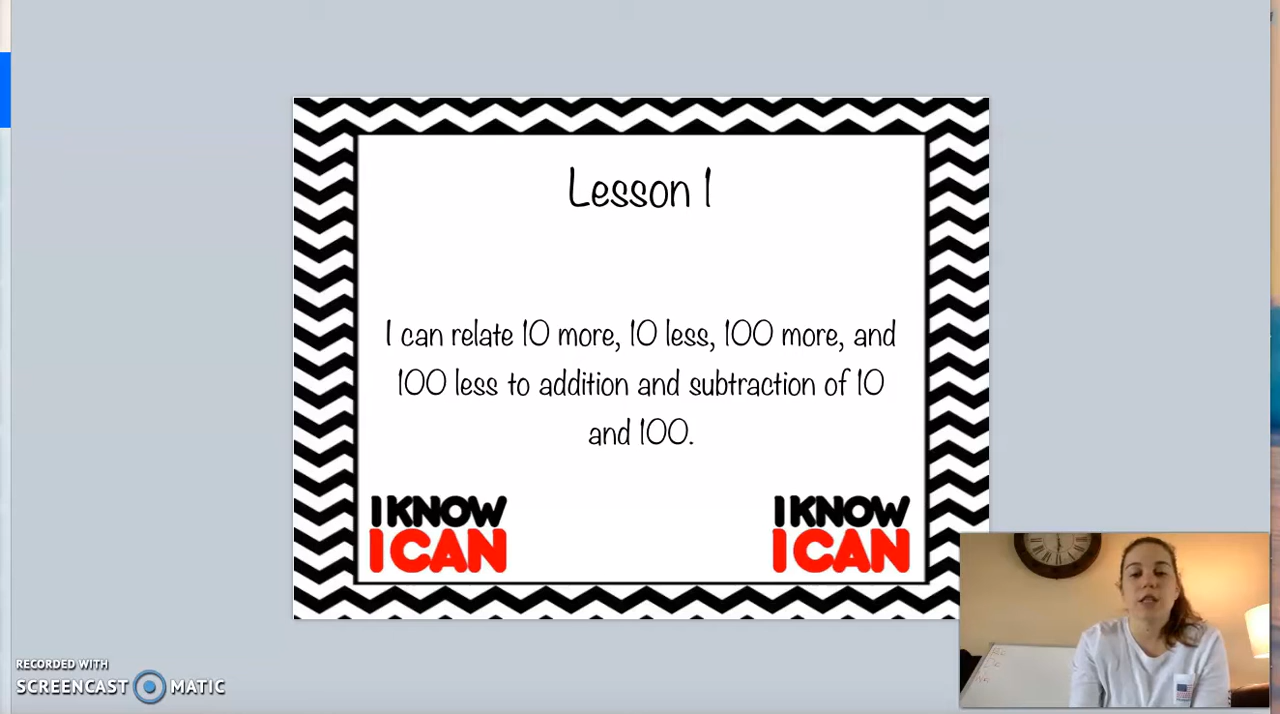 Lesson 1
I can relate 10 more, 10 less, 100 more, and
100 less to addition and subtraction of 10
and 100.
I KNOW
I CAN
I KNOW
I CAN
RECORDED WITH
SCREENCAST MATIC